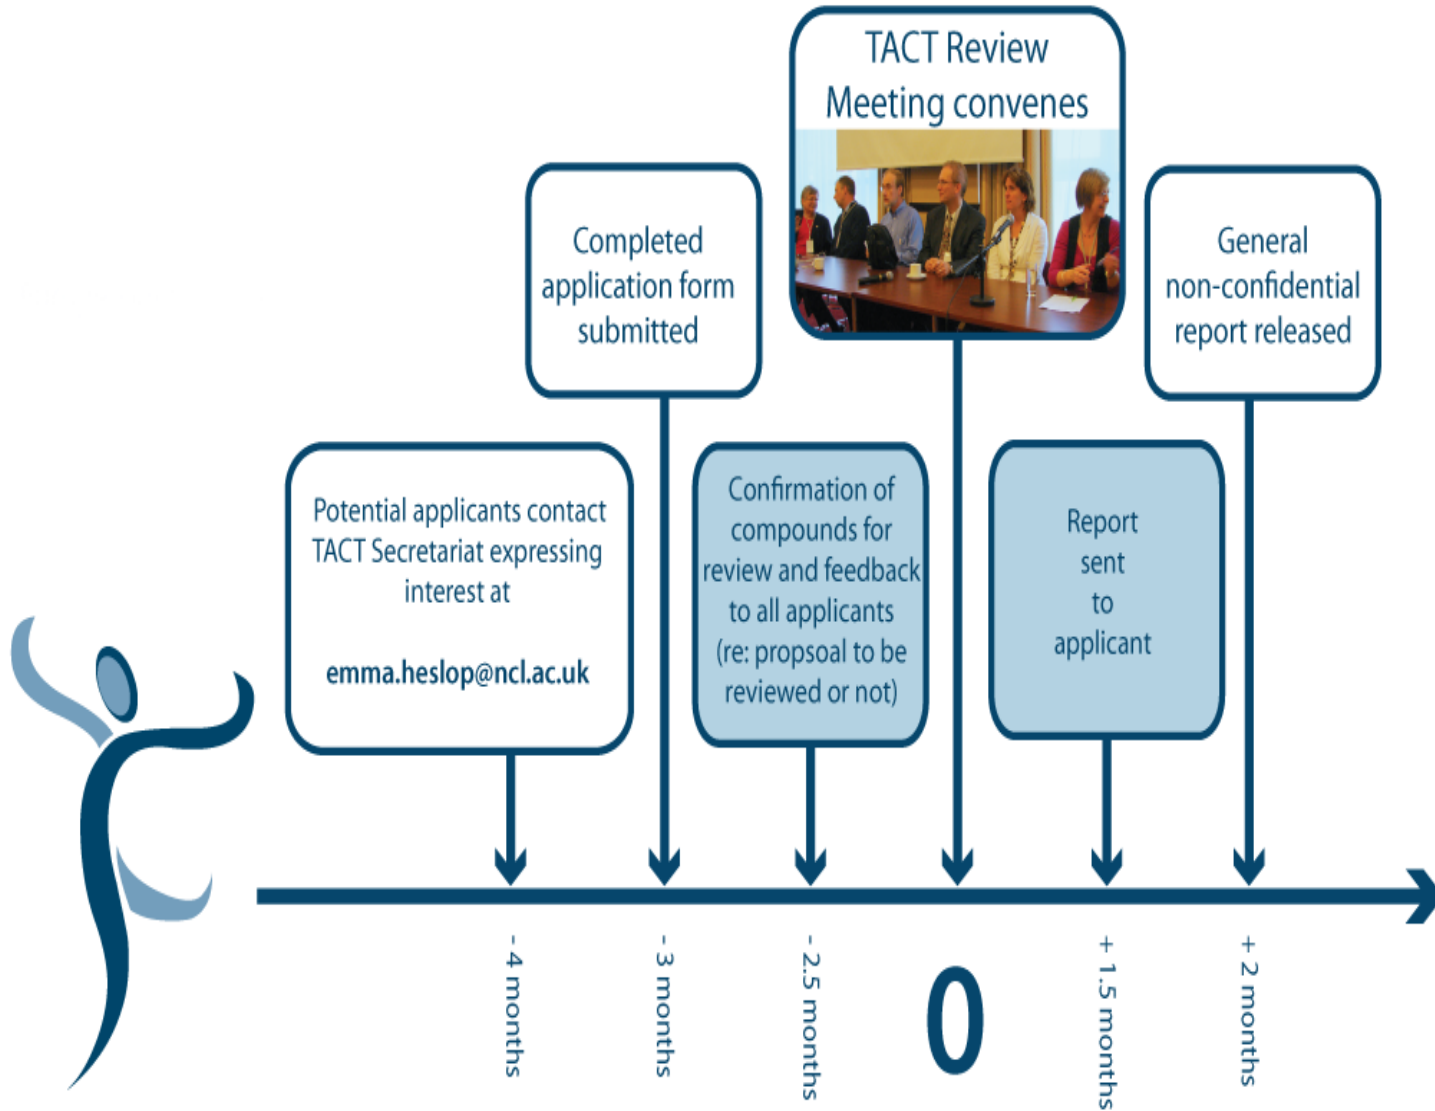 TACT Review
Meeting convenes
Completed
application form
submitted
General
non-confidential
report released
Potential applicants contact
TACT Secretariat expressing
interest at
emma.heslop@ncl.ac.uk
Confirmation of
compounds for
review and feedback
to all applicants
(re: propsoal to be
reviewed or not)
Report
sent
to
applicant
- 4 months
- 3 months
- 2.5 months
0
+ 1.5 months
+ 2 months